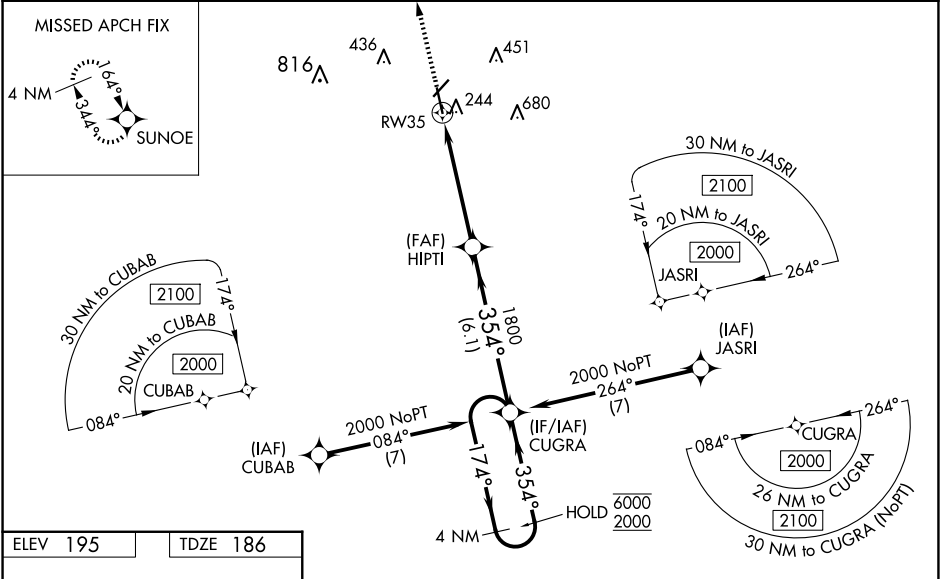 MISSED APCH FIX
4 NM
164°
344°
SUNOE
816
436
451
244
680
RW35
30 NM to JASRI
2100
174°
20 NM to JASRI
2000
JASRI
264°
(FAF)
HIPTI
30 NM to CUBAB
2100
174°
20 NM to CUBAB
2000
CUBAB
084°
1800
354°
(6.1)
(IAF)
JASRI
2000 NoPT
264°
(7)
2000 NoPT
084°
(7)
(IAF)
CUBAB
(IF/IAF)
CUGRA
174°
354°
4 NM
HOLD
6000
2000
084°
264°
CUGRA
2000
26 NM to CUGRA
2100
30 NM to CUGRA (NoPT)
ELEV 195
TDZE 186